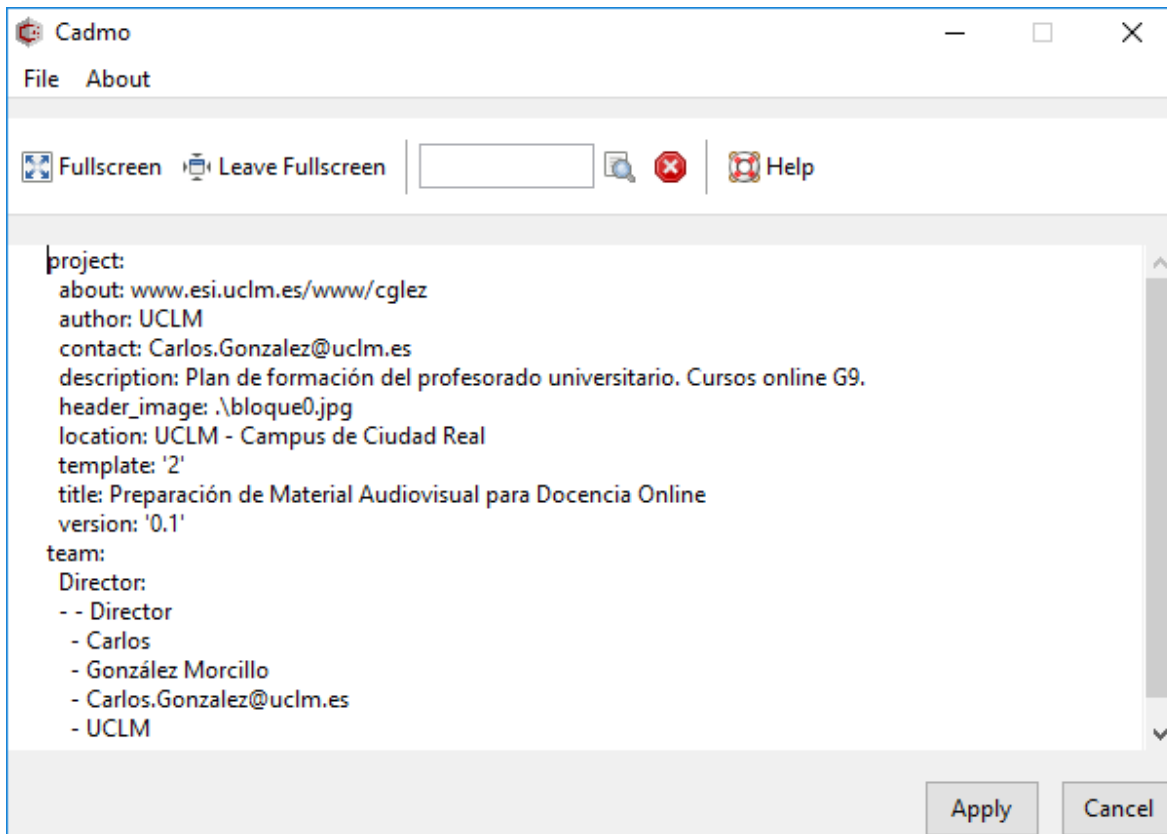 Cadmo
File About
Fullscreen Leave Fullscreen Help
project:
about: www.esi.uclm.es/www/cglez
author: UCLM
contact: Carlos.Gonzalez@uclm.es
description: Plan de formación del profesorado universitario. Cursos online G9.
header_image: .\bloque0.jpg
location: UCLM - Campus de Ciudad Real
template: '2'
title: Preparación de Material Audiovisual para Docencia Online
version: '0.1'
team:
Director:
- - Director
- Carlos
- González Morcillo
- Carlos.Gonzalez@uclm.es
- UCLM
Apply Cancel